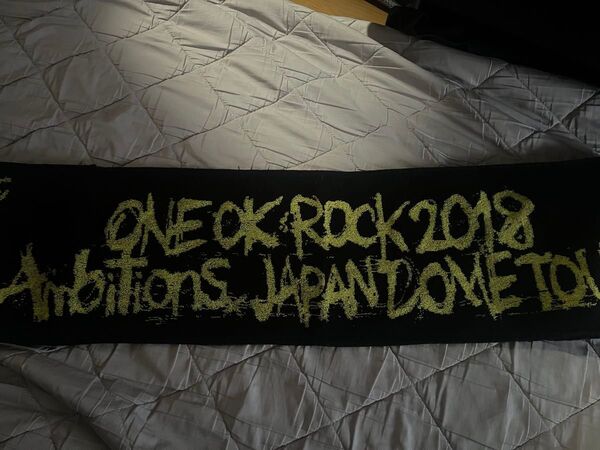 ONE OK ROCK 2018
Ambitions JAPAN DOME TOU